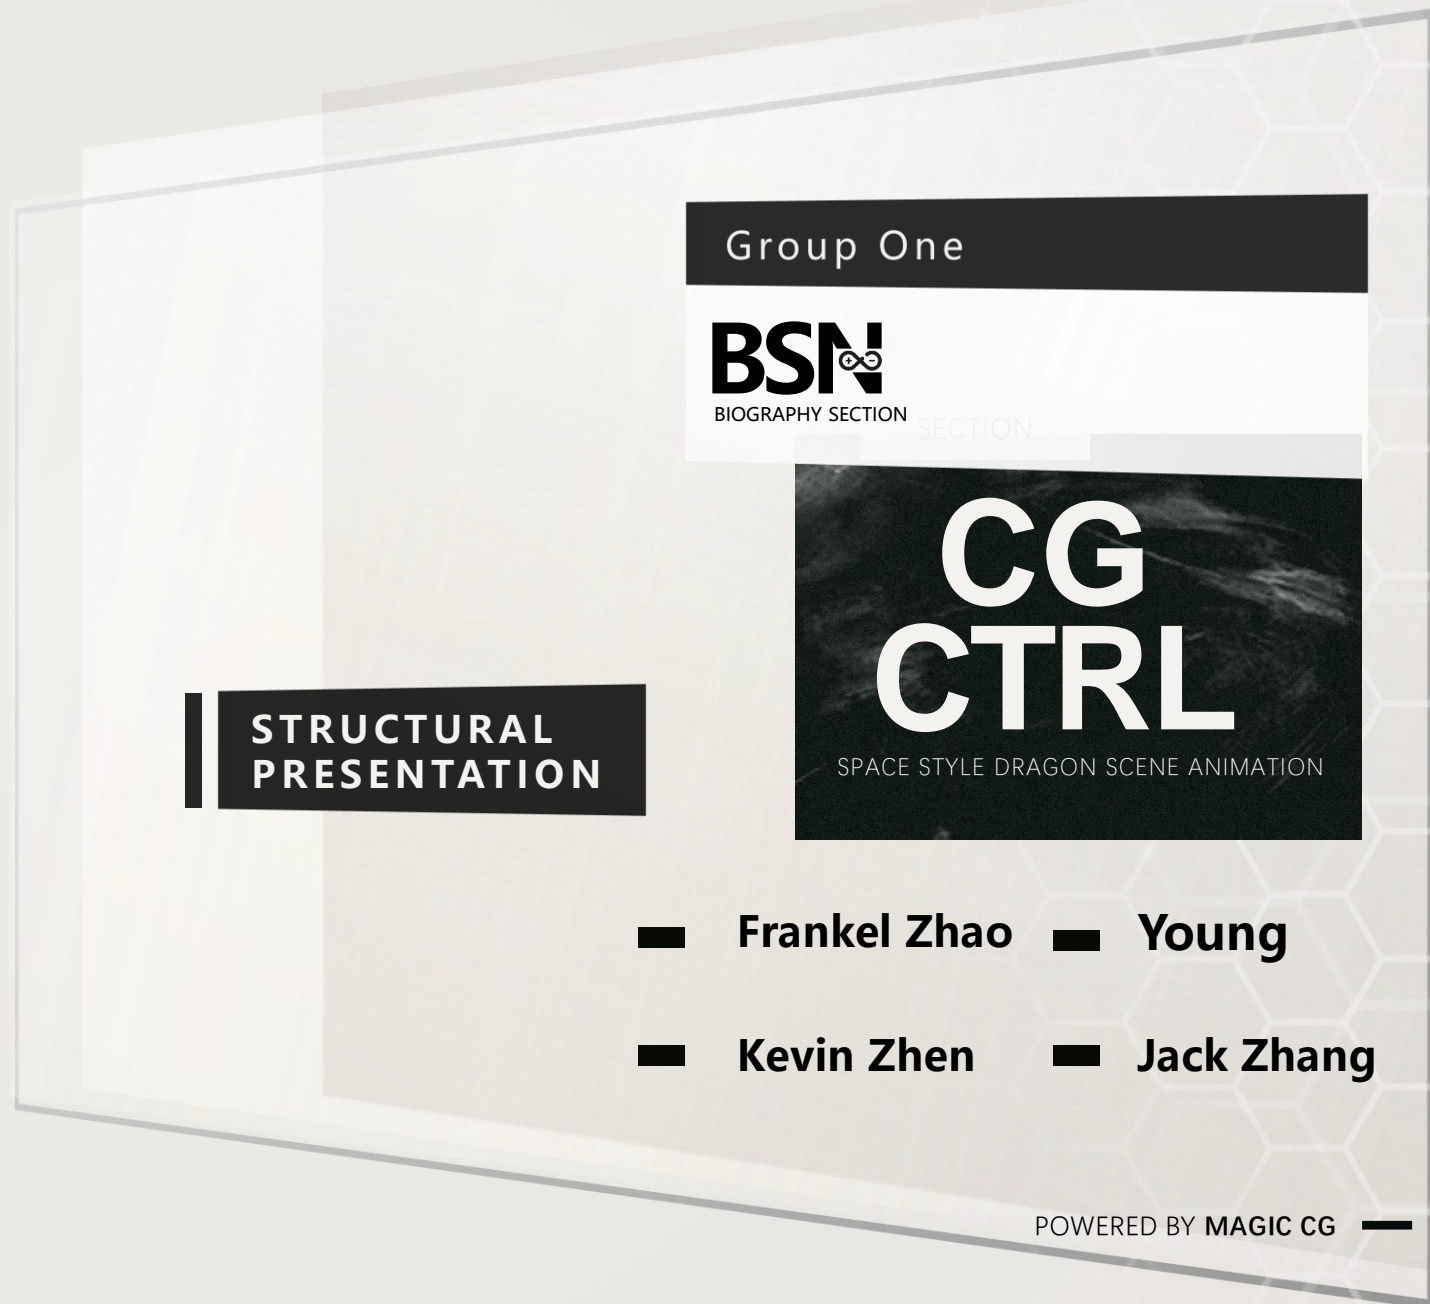 Group One
BSN
BIOGRAPHY SECTION
SECTION
CG
CTRL
SPACE STYLE DRAGON SCENE ANIMATION
STRUCTURAL
PRESENTATION
Frankel Zhao
Young
Kevin Zhen
Jack Zhang
POWERED BY MAGIC CG